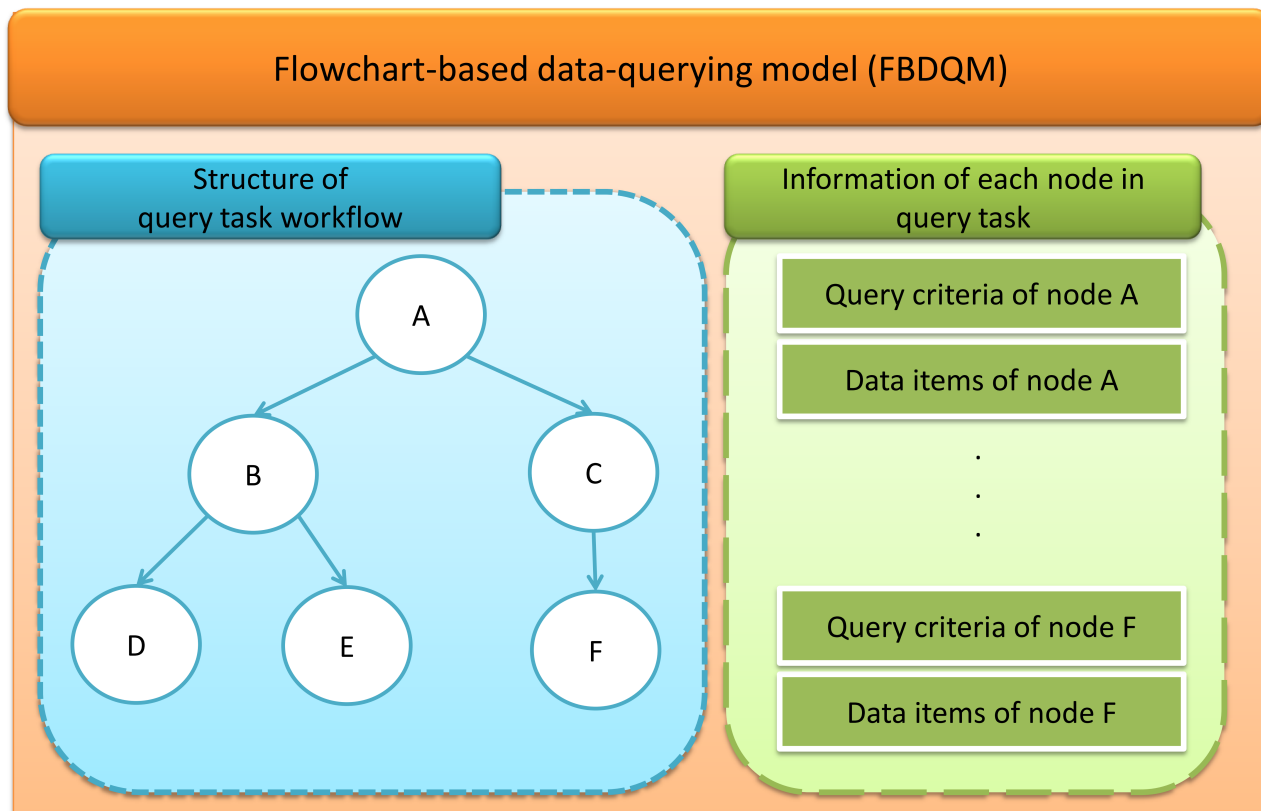 Flowchart-based data-querying model (FBDQM)
Structure of
query task workflow
A
B
C
D
E
F
Information of each node in
query task
Query criteria of node A
Data items of node A
.
.
.
Query criteria of node F
Data items of node F